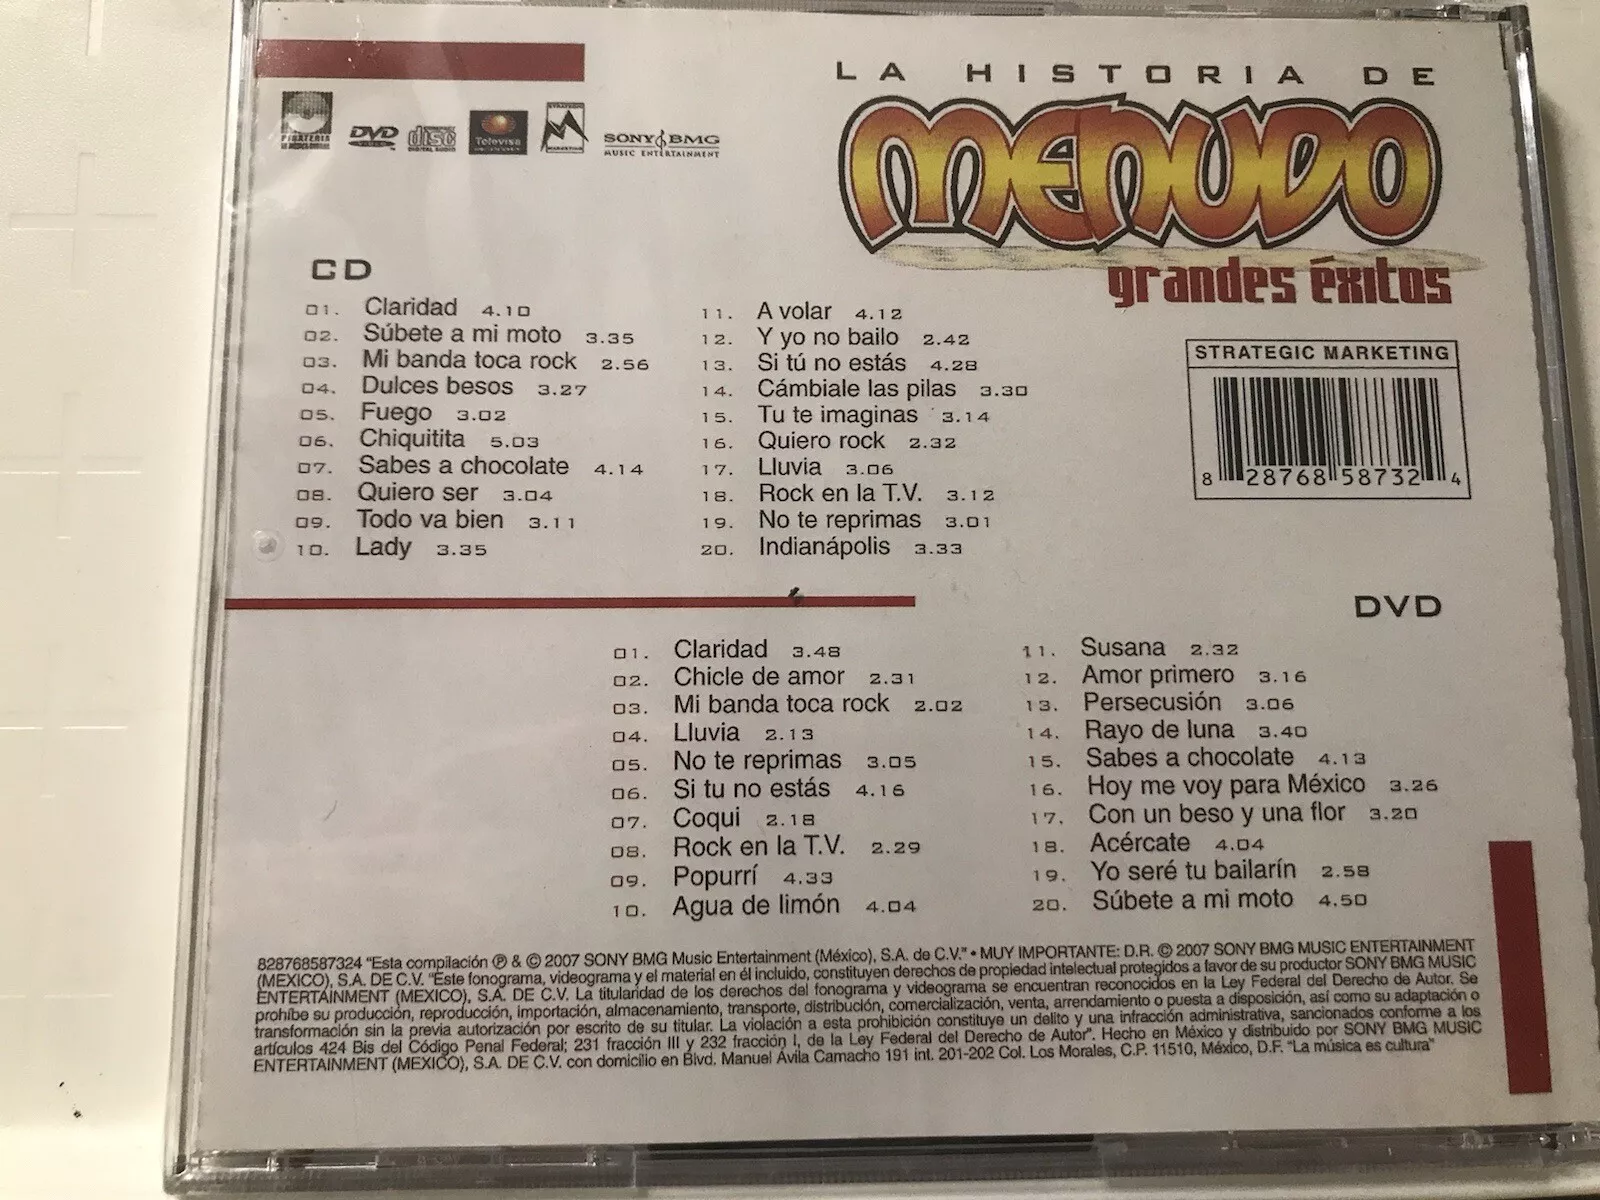 LA HISTORIA DE
MENUDO
grandes éxitos
DVD
VIDEO
disc
DIGITAL AUDIO
Televisa
SONY BMG
MUSIC ENTERTAINMENT
CD
01. Claridad 4.10
02. Súbete a mi moto 3.35
03. Mi banda toca rock 2.56
04. Dulces besos 3.27
05. Fuego 3.02
06. Chiquitita 5.03
07. Sabes a chocolate 4.14
08. Quiero ser 3.04
09. Todo va bien 3.11
10. Lady 3.35
11. A volar 4.12
12. Y yo no bailo 2.42
13. Si tú no estás 4.28
14. Cámbiale las pilas 3.30
15. Tu te imaginas 3.14
16. Quiero rock 2.32
17. Lluvia 3.06
18. Rock en la T.V. 3.12
19. No te reprimas 3.01
20. Indianápolis 3.33
STRATEGIC MARKETING
8 28768 58732 4
DVD
01. Claridad 3.48
02. Chicle de amor 2.31
03. Mi banda toca rock 2.02
04. Lluvia 2.13
05. No te reprimas 3.05
06. Si tu no estás 4.16
07. Coqui 2.18
08. Rock en la T.V. 2.29
09. Popurrí 4.33
10. Agua de limón 4.04
11. Susana 2.32
12. Amor primero 3.16
13. Persecusión 3.06
14. Rayo de luna 3.40
15. Sabes a chocolate 4.13
16. Hoy me voy para México 3.26
17. Con un beso y una flor 3.20
18. Acércate 4.04
19. Yo seré tu bailarín 2.58
20. Súbete a mi moto 4.50
828768587324 "Esta compilación ℗ & © 2007 SONY BMG Music Entertainment (México), S.A. de C.V." • MUY IMPORTANTE: D.R. © 2007 SONY BMG MUSIC ENTERTAINMENT
(MEXICO), S.A. DE C.V. "Este fonograma, videograma y el material en él incluido, constituyen derechos de propiedad intelectual protegidos a favor de su productor SONY BMG MUSIC
ENTERTAINMENT (MEXICO), S.A. DE C.V. La titularidad de los derechos del fonograma y videograma se encuentran reconocidos en la Ley Federal del Derecho de Autor. Se
prohíbe su producción, reproducción, importación, almacenamiento, transporte, distribución, comercialización, venta, arrendamiento o puesta a disposición, así como su adaptación o
transformación sin la previa autorización por escrito de su titular. La violación a esta prohibición constituye un delito y una infracción administrativa, sancionados conforme a los
artículos 424 Bis del Código Penal Federal; 231 fracción III y 232 fracción I, de la Ley Federal del Derecho de Autor". Hecho en México y distribuido por SONY BMG MUSIC
ENTERTAINMENT (MEXICO), S.A. DE C.V. con domicilio en Blvd. Manuel Ávila Camacho 191 int. 201-202 Col. Los Morales, C.P. 11510, México, D.F. "La música es cultura"